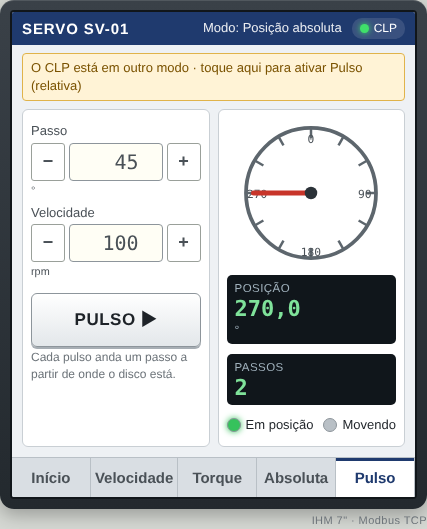 SERVO SV-01
Modo: Posição absoluta
CLP
O CLP está em outro modo · toque aqui para ativar Pulso
(relativa)
Passo
− 45 +
°
Velocidade
− 100 +
rpm
PULSO ▶
Cada pulso anda um passo a
partir de onde o disco está.
0
270
90
180
POSIÇÃO
270,0
°
PASSOS
2
Em posição
Movendo
Início
Velocidade
Torque
Absoluta
Pulso
IHM 7" · Modbus TCP